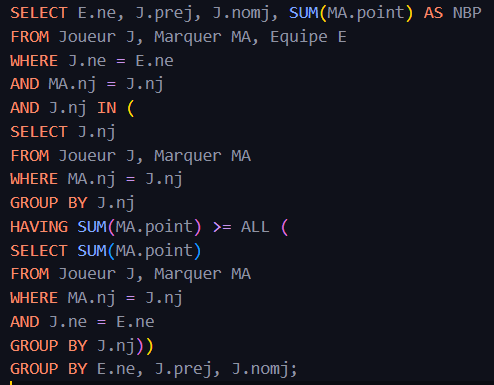 SELECT E.ne, J.prej, J.nomj, SUM(MA.point) AS NBP
FROM Joueur J, Marquer MA, Equipe E
WHERE J.ne = E.ne
AND MA.nj = J.nj
AND J.nj IN (
SELECT J.nj
FROM Joueur J, Marquer MA
WHERE MA.nj = J.nj
GROUP BY J.nj
HAVING SUM(MA.point) >= ALL (
SELECT SUM(MA.point)
FROM Joueur J, Marquer MA
WHERE MA.nj = J.nj
AND J.ne = E.ne
GROUP BY J.nj))
GROUP BY E.ne, J.prej, J.nomj;